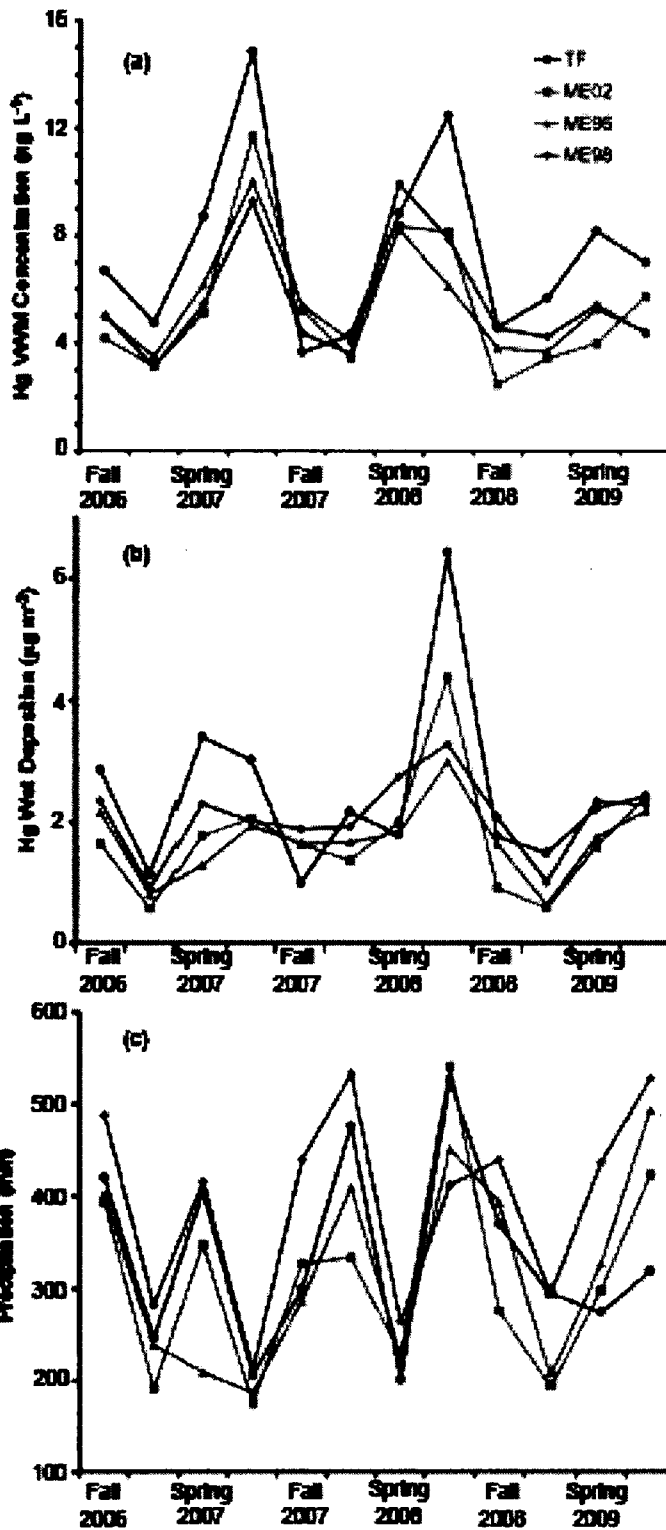 16
(a)
TF
ME02
ME96
ME98
12
8
4
0
Hg VWM Concentration (ng L⁻¹)
Fall Spring Fall Spring Fall Spring
2006 2007 2007 2008 2008 2009
(b)
6
4
2
0
Hg Wet Deposition (µg m⁻²)
Fall Spring Fall Spring Fall Spring
2006 2007 2007 2008 2008 2009
600
(c)
500
400
300
200
100
Precipitation (mm)
Fall Spring Fall Spring Fall Spring
2006 2007 2007 2008 2008 2009